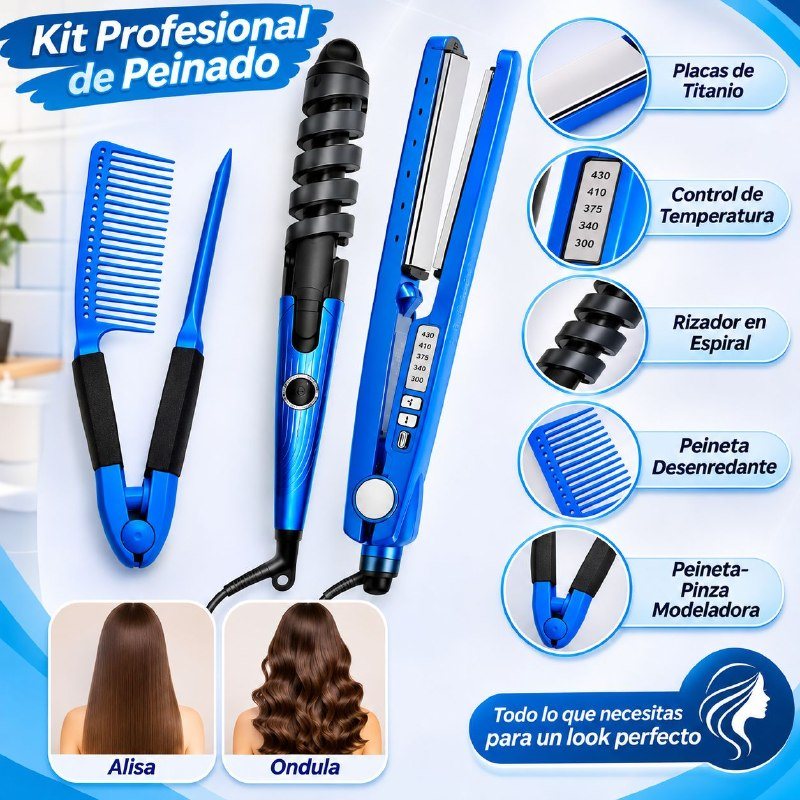 Kit Profesional
de Peinado
Placas de
Titanio
430
410
375
340
300
Control de
Temperatura
Rizador en
Espiral
430
410
375
340
300
Peineta
Desenredante
Peineta-
Pinza
Modeladora
Alisa
Ondula
Todo lo que necesitas
para un look perfecto